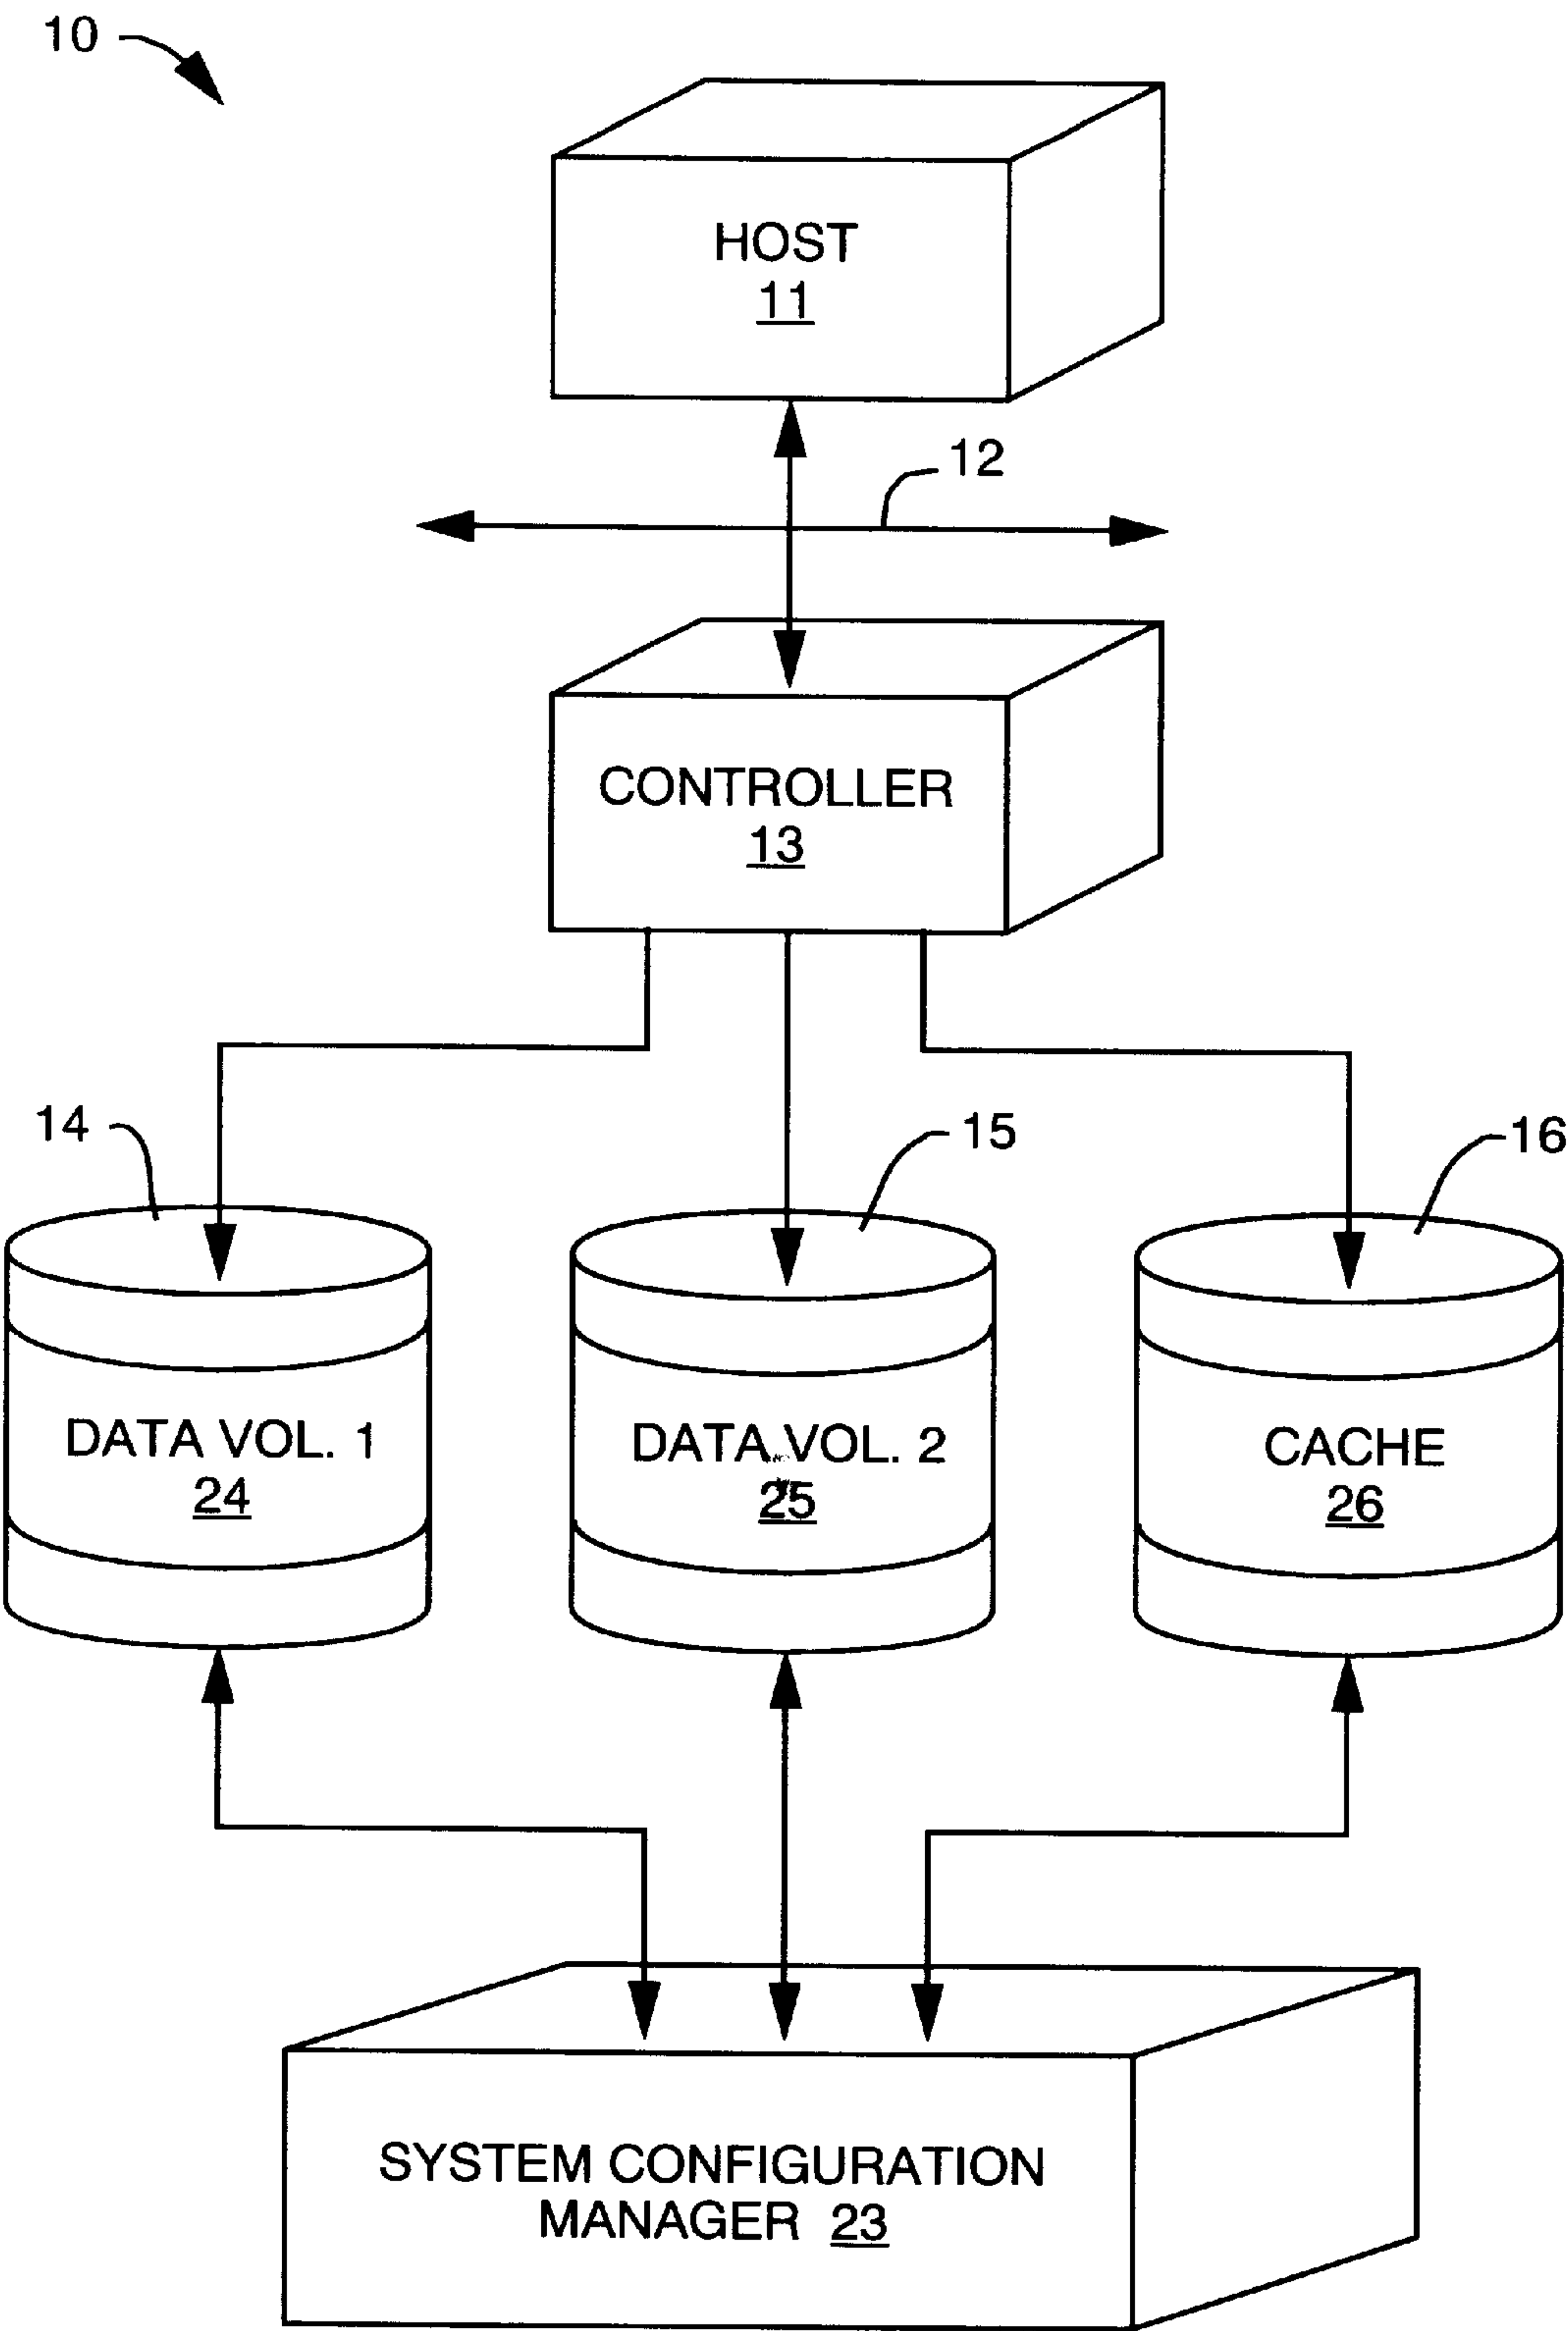 10
HOST
11
12
CONTROLLER
13
14
15
16
DATA VOL. 1
24
DATA VOL. 2
25
CACHE
26
SYSTEM CONFIGURATION
MANAGER 23